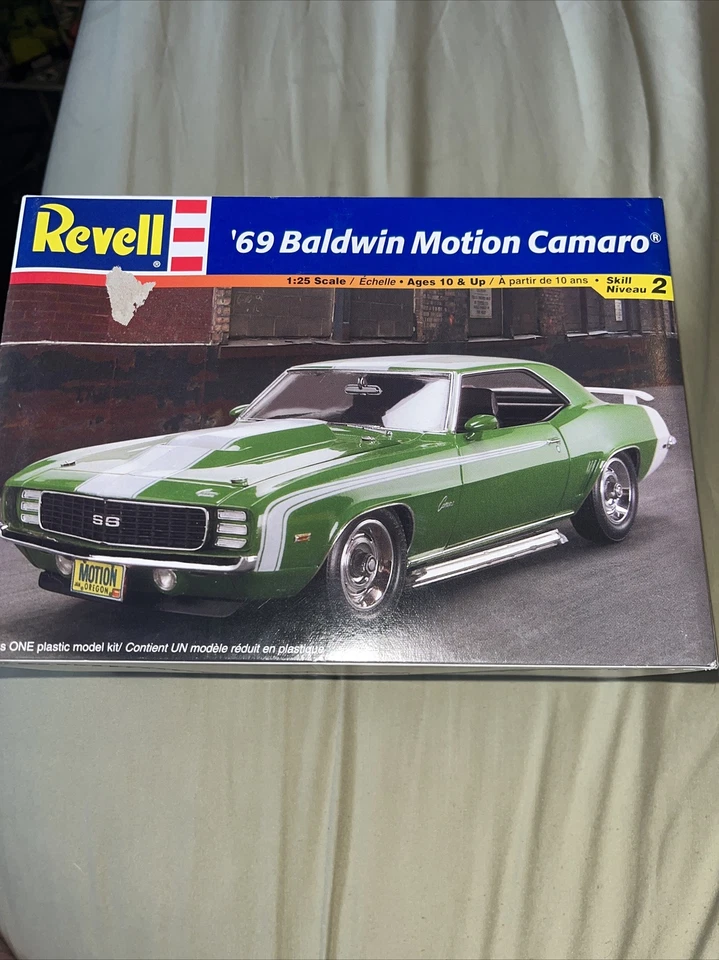 Revell®
'69 Baldwin Motion Camaro®
1:25 Scale / Échelle • Ages 10 & Up / À partir de 10 ans • Skill Niveau 2
SS
Camaro
MOTION
OREGON
s ONE plastic model kit/ Contient UN modèle réduit en plastique